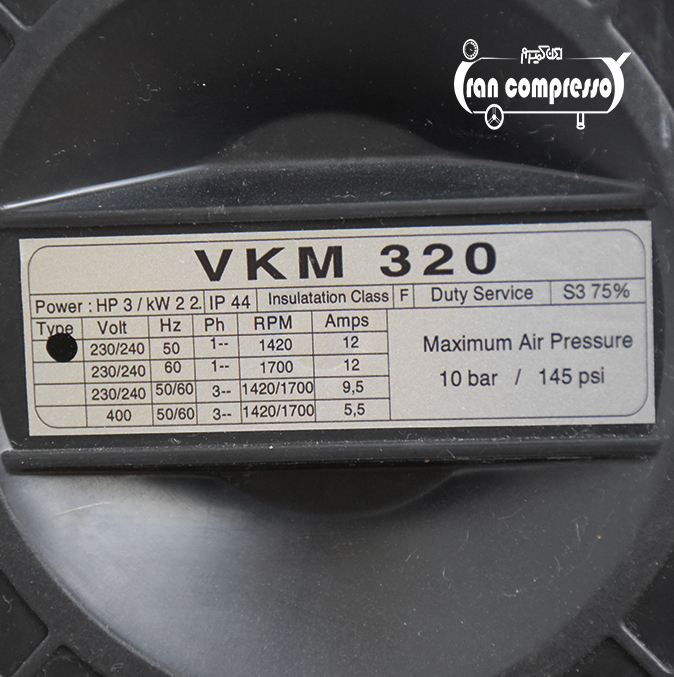 ایران کمپرسور
ran compressor
VKM 320
Power : HP 3 / kW 2 2. IP 44 Insulatation Class F Duty Service S3 75%
Type Volt Hz Ph RPM Amps
230/240 50 1-- 1420 12
230/240 60 1-- 1700 12
230/240 50/60 3-- 1420/1700 9,5
400 50/60 3-- 1420/1700 5,5
Maximum Air Pressure
10 bar / 145 psi